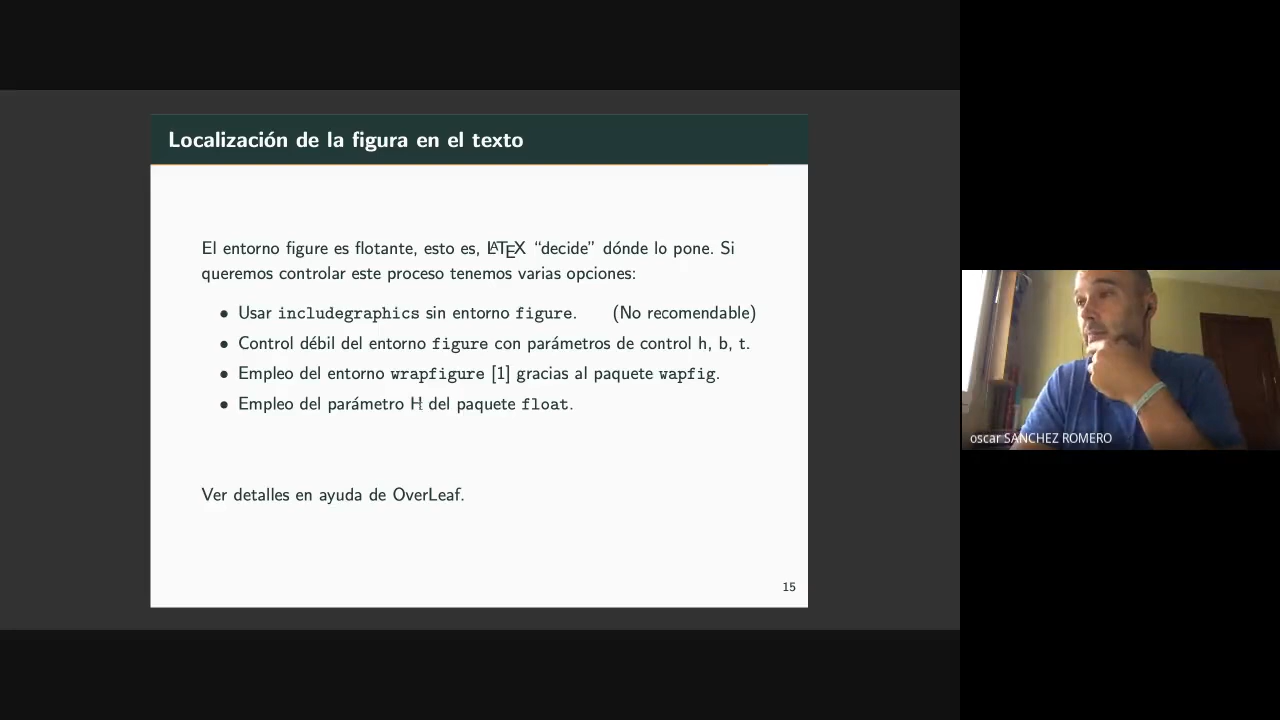 Localización de la figura en el texto
El entorno figure es flotante, esto es, LATEX “decide” dónde lo pone. Si
queremos controlar este proceso tenemos varias opciones:
• Usar includegraphics sin entorno figure. (No recomendable)
• Control débil del entorno figure con parámetros de control h, b, t.
• Empleo del entorno wrapfigure [1] gracias al paquete wapfig.
• Empleo del parámetro H del paquete float.
Ver detalles en ayuda de OverLeaf.
15
oscar SANCHEZ ROMERO